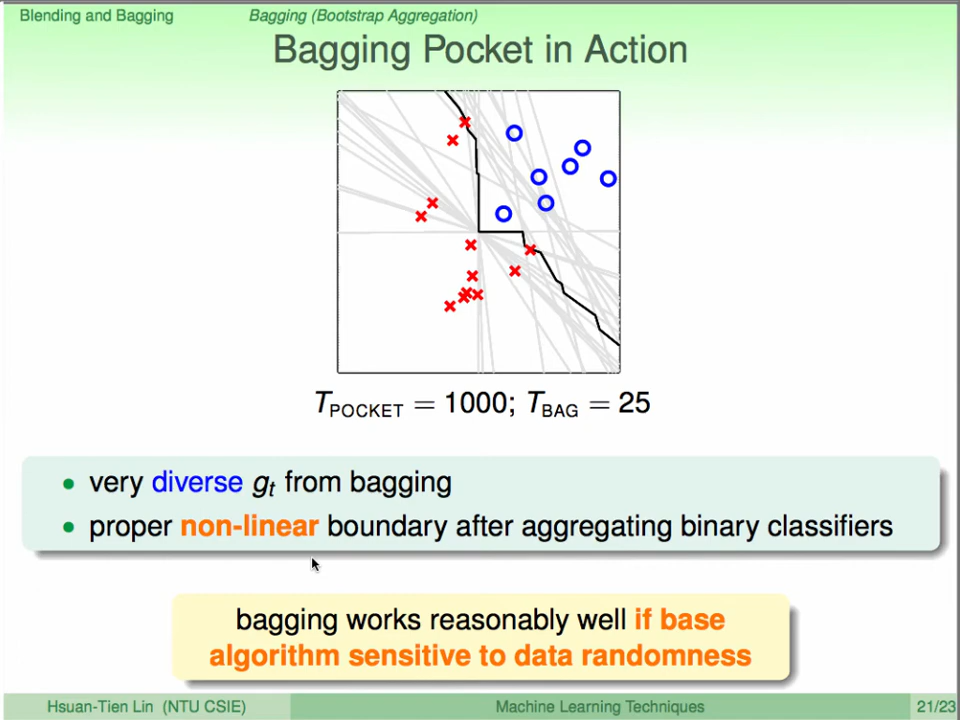 Blending and Bagging
Bagging (Bootstrap Aggregation)
Bagging Pocket in Action
T_POCKET = 1000; T_BAG = 25
• very diverse g_t from bagging
• proper non-linear boundary after aggregating binary classifiers
bagging works reasonably well if base
algorithm sensitive to data randomness
Hsuan-Tien Lin (NTU CSIE)
Machine Learning Techniques
21/23